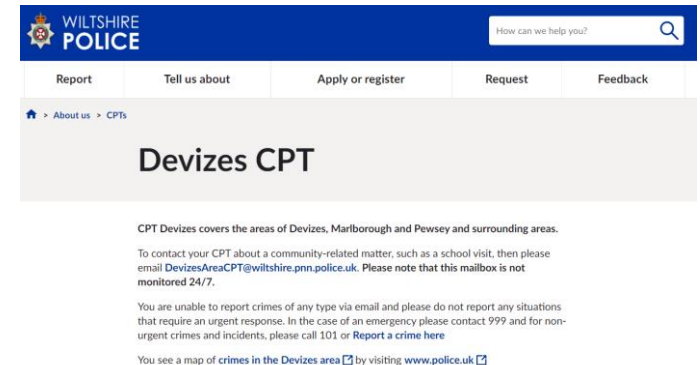 WILTSHIRE
POLICE
How can we help you?
Report Tell us about Apply or register Request Feedback
> About us > CPTs
Devizes CPT
CPT Devizes covers the areas of Devizes, Marlborough and Pewsey and surrounding areas.
To contact your CPT about a community-related matter, such as a school visit, then please
email DevizesAreaCPT@wiltshire.pnn.police.uk. Please note that this mailbox is not
monitored 24/7.
You are unable to report crimes of any type via email and please do not report any situations
that require an urgent response. In the case of an emergency please contact 999 and for non-
urgent crimes and incidents, please call 101 or Report a crime here
You see a map of crimes in the Devizes area by visiting www.police.uk